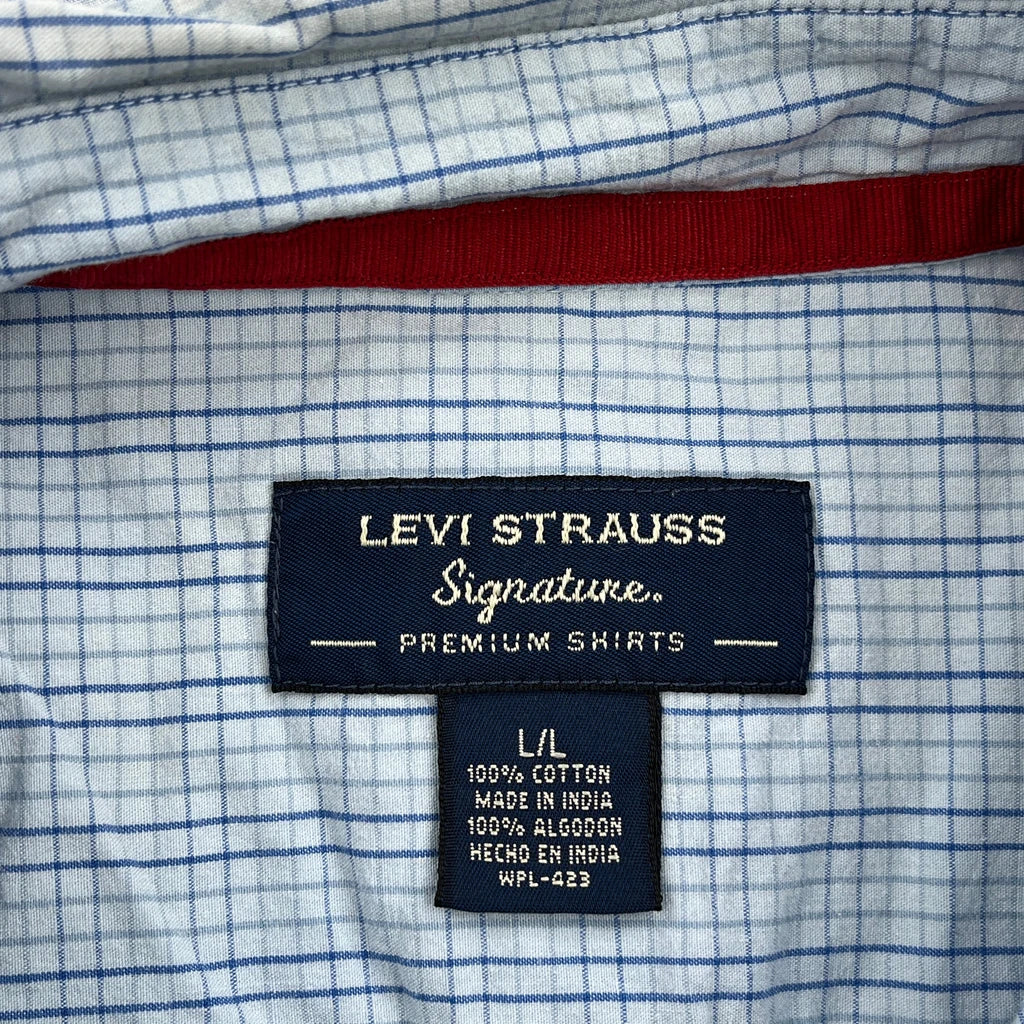 LEVI STRAUSS
Signature.
PREMIUM SHIRTS
L/L
100% COTTON
MADE IN INDIA
100% ALGODON
HECHO EN INDIA
WPL-423